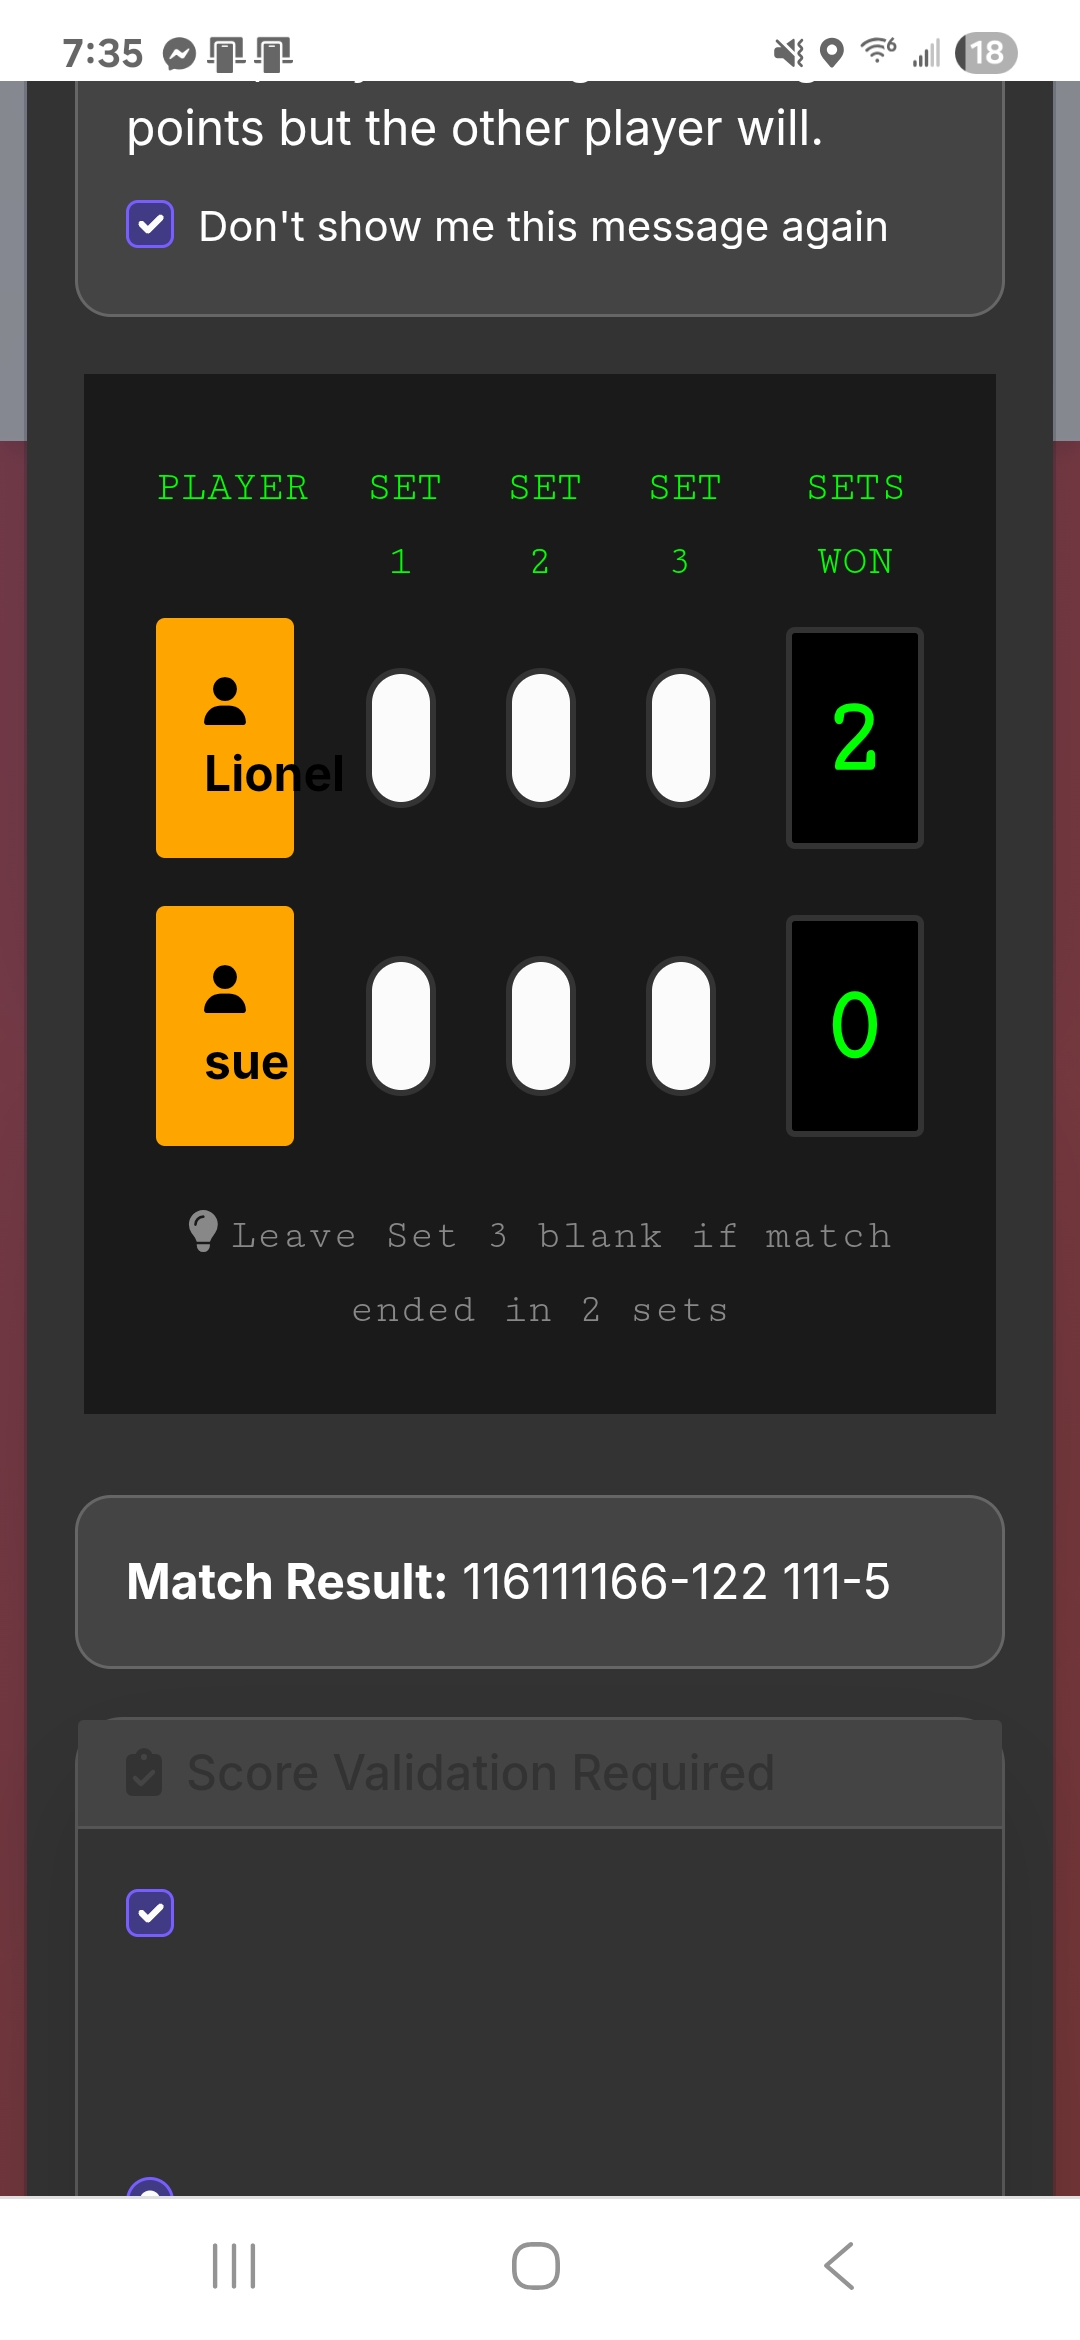 7:35
6
18
points but the other player will.
Don't show me this message again
PLAYER SET SET SET SETS
1 2 3 WON
Lionel
2
sue
0
Leave Set 3 blank if match
ended in 2 sets
Match Result: 116111166-122 111-5
Score Validation Required